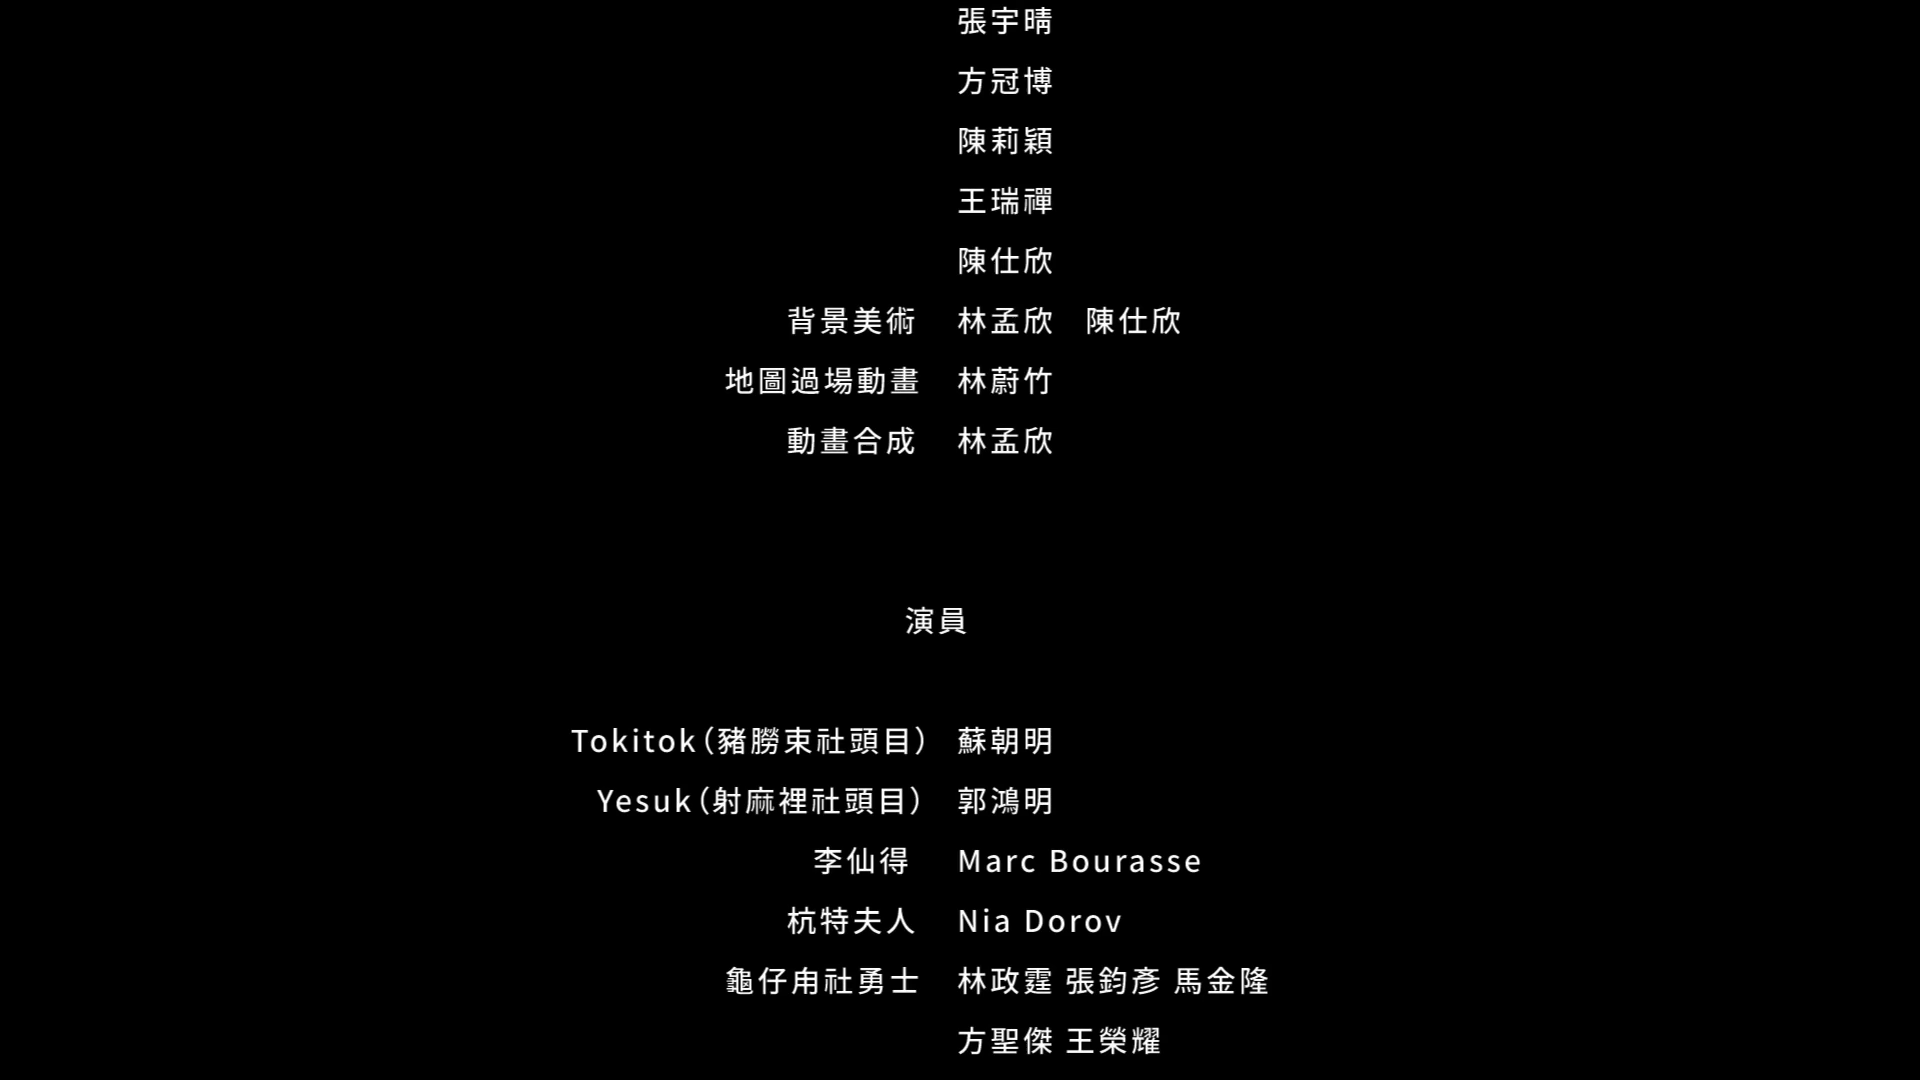 張宇晴
方冠博
陳莉穎
王瑞禪
陳仕欣
背景美術 林孟欣 陳仕欣
地圖過場動畫 林蔚竹
動畫合成 林孟欣
演員
Tokitok(豬朥束社頭目) 蘇朝明
Yesuk(射麻裡社頭目) 郭鴻明
李仙得 Marc Bourasse
杭特夫人 Nia Dorov
龜仔甪社勇士 林政霆 張鈞彥 馬金隆
方聖傑 王榮耀